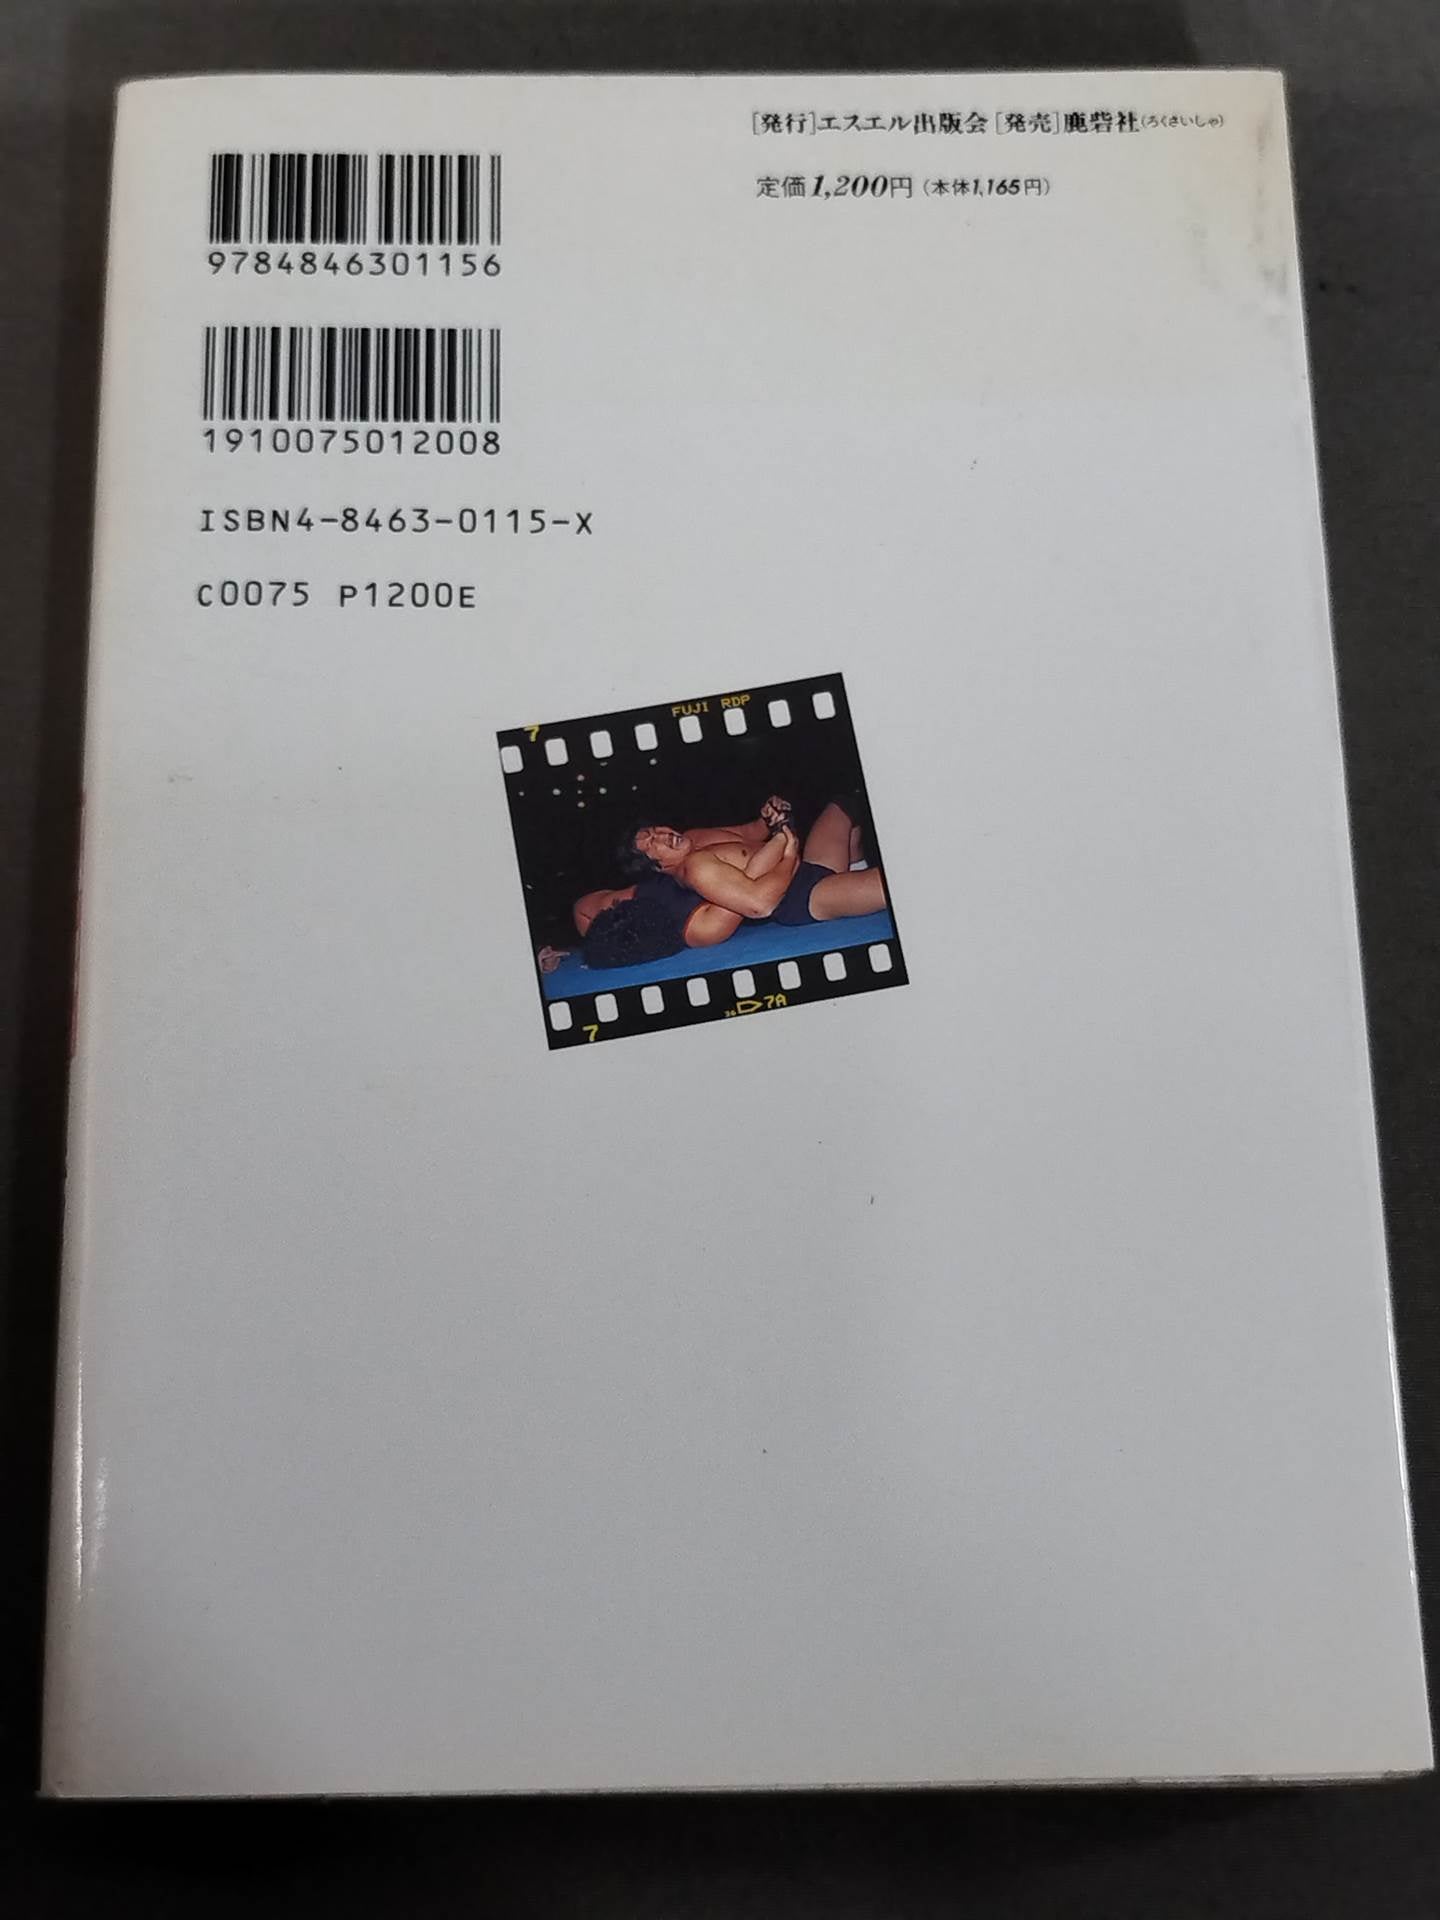 [発行]エスエル出版会[発売]鹿砦社(ろくさいしゃ)
定価1,200円(本体1,165円)
9784846301156
1910075012008
ISBN4-8463-0115-X
C0075 P1200E
7 FUJI RDP
7 36 7A